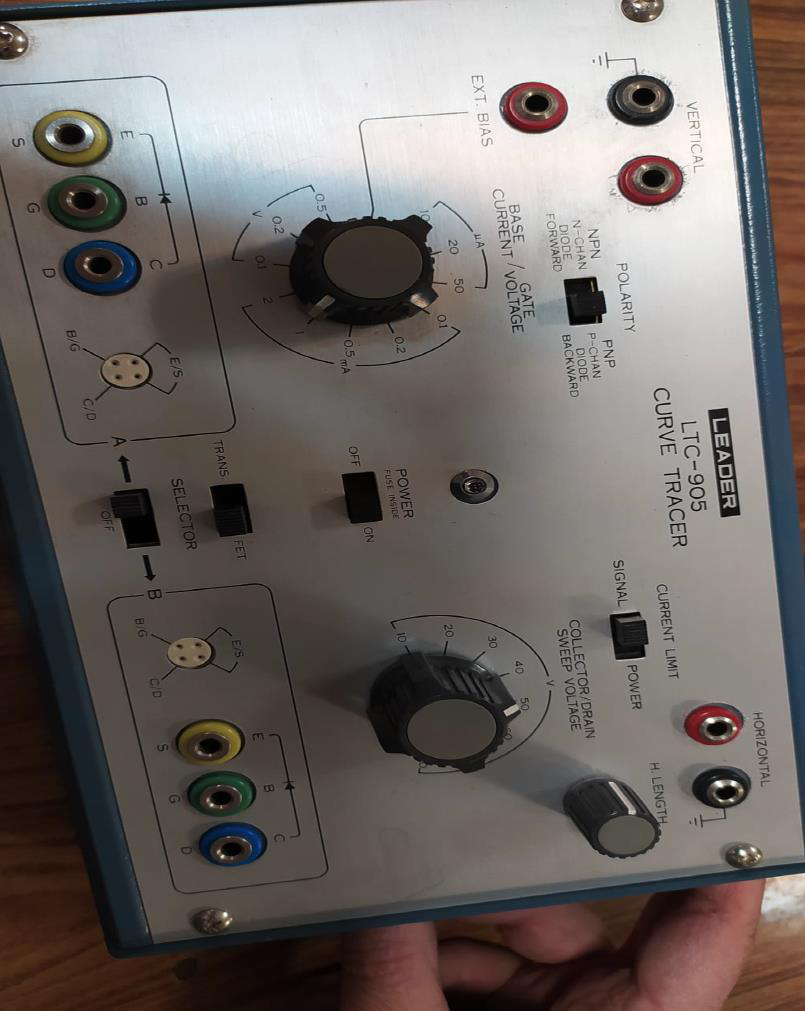 LEADER
LTC-905
CURVE TRACER
VERTICAL
HORIZONTAL
EXT. BIAS
POLARITY
NPN
N-CHAN
DIODE
FORWARD
PNP
P-CHAN
DIODE
BACKWARD
CURRENT LIMIT
SIGNAL
POWER
H. LENGTH
BASE / GATE
CURRENT / VOLTAGE
μA
10
20
50
0.1
0.2
0.5
mA
1
2
0.1
0.2
0.5
V
COLLECTOR/DRAIN
SWEEP VOLTAGE
10
20
30
40
50
V
POWER
FUSE INSIDE
OFF
ON
TRANS
FET
SELECTOR
A
OFF
B
E
B
C
S
G
D
E/S
B/G
C/D
E/S
B/G
C/D
E
B
C
S
G
D